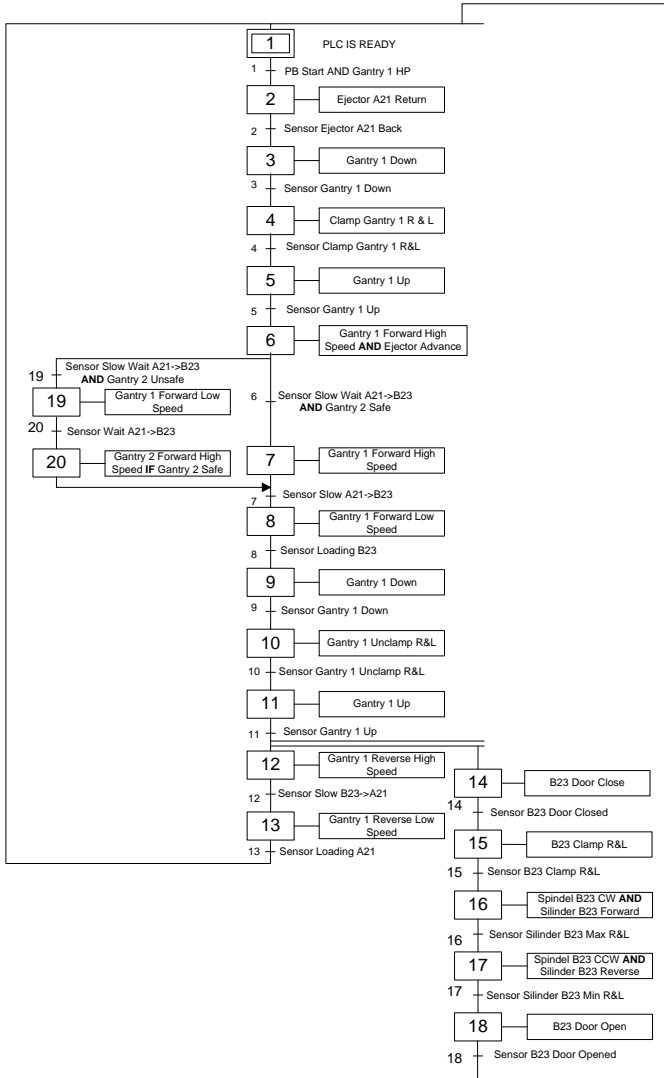 1
PLC IS READY
1
PB Start AND Gantry 1 HP
2
Ejector A21 Return
2
Sensor Ejector A21 Back
3
Gantry 1 Down
3
Sensor Gantry 1 Down
4
Clamp Gantry 1 R & L
4
Sensor Clamp Gantry 1 R&L
5
Gantry 1 Up
5
Sensor Gantry 1 Up
6
Gantry 1 Forward High
Speed AND Ejector Advance
19
Sensor Slow Wait A21->B23
AND Gantry 2 Unsafe
19
Gantry 1 Forward Low
Speed
20
Sensor Wait A21->B23
20
Gantry 2 Forward High
Speed IF Gantry 2 Safe
6
Sensor Slow Wait A21->B23
AND Gantry 2 Safe
7
Gantry 1 Forward High
Speed
7
Sensor Slow A21->B23
8
Gantry 1 Forward Low
Speed
8
Sensor Loading B23
9
Gantry 1 Down
9
Sensor Gantry 1 Down
10
Gantry 1 Unclamp R&L
10
Sensor Gantry 1 Unclamp R&L
11
Gantry 1 Up
11
Sensor Gantry 1 Up
12
Gantry 1 Reverse High
Speed
12
Sensor Slow B23->A21
13
Gantry 1 Reverse Low
Speed
13
Sensor Loading A21
14
B23 Door Close
14
Sensor B23 Door Closed
15
B23 Clamp R&L
15
Sensor B23 Clamp R&L
16
Spindel B23 CW AND
Silinder B23 Forward
16
Sensor Silinder B23 Max R&L
17
Spindel B23 CCW AND
Silinder B23 Reverse
17
Sensor Silinder B23 Min R&L
18
B23 Door Open
18
Sensor B23 Door Opened